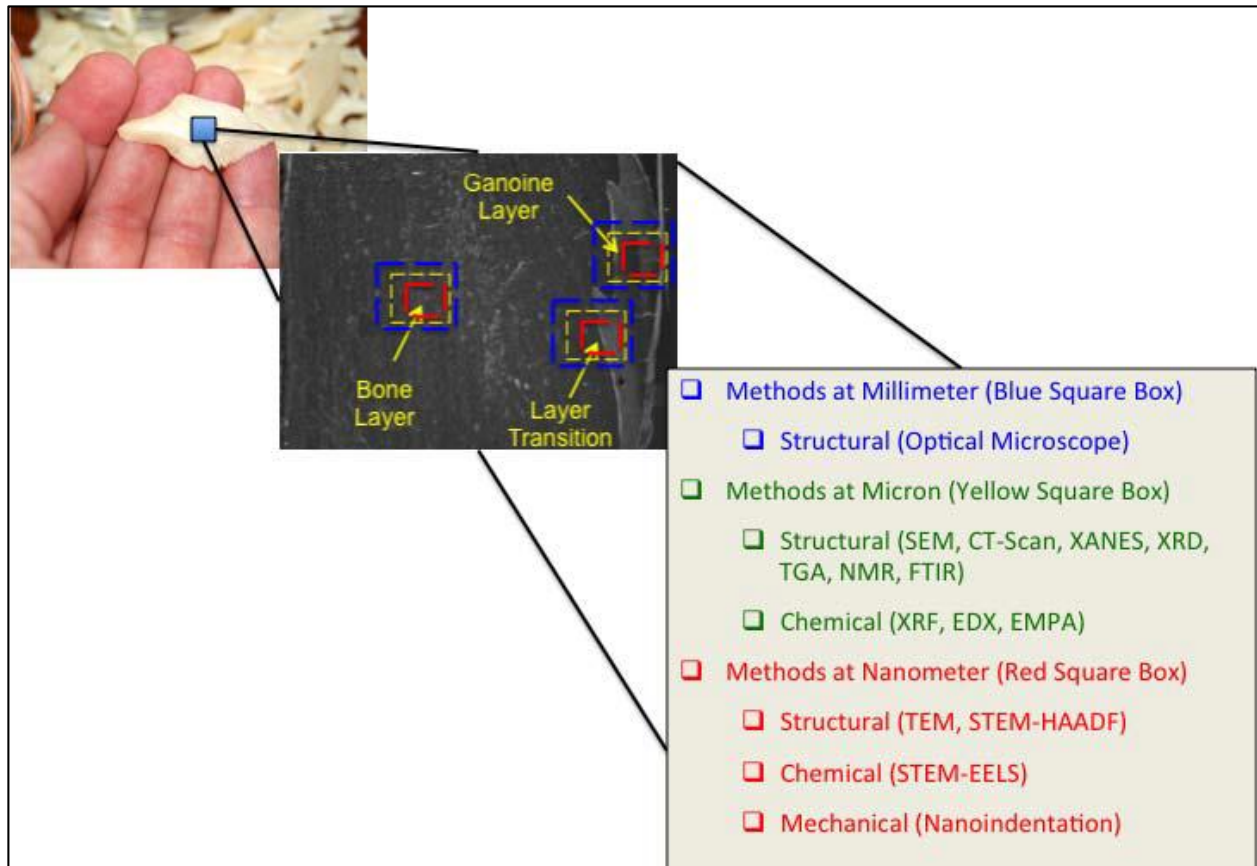 Ganoine
Layer
Bone
Layer
Layer
Transition
❑ Methods at Millimeter (Blue Square Box)
❑ Structural (Optical Microscope)
❑ Methods at Micron (Yellow Square Box)
❑ Structural (SEM, CT-Scan, XANES, XRD,
TGA, NMR, FTIR)
❑ Chemical (XRF, EDX, EMPA)
❑ Methods at Nanometer (Red Square Box)
❑ Structural (TEM, STEM-HAADF)
❑ Chemical (STEM-EELS)
❑ Mechanical (Nanoindentation)